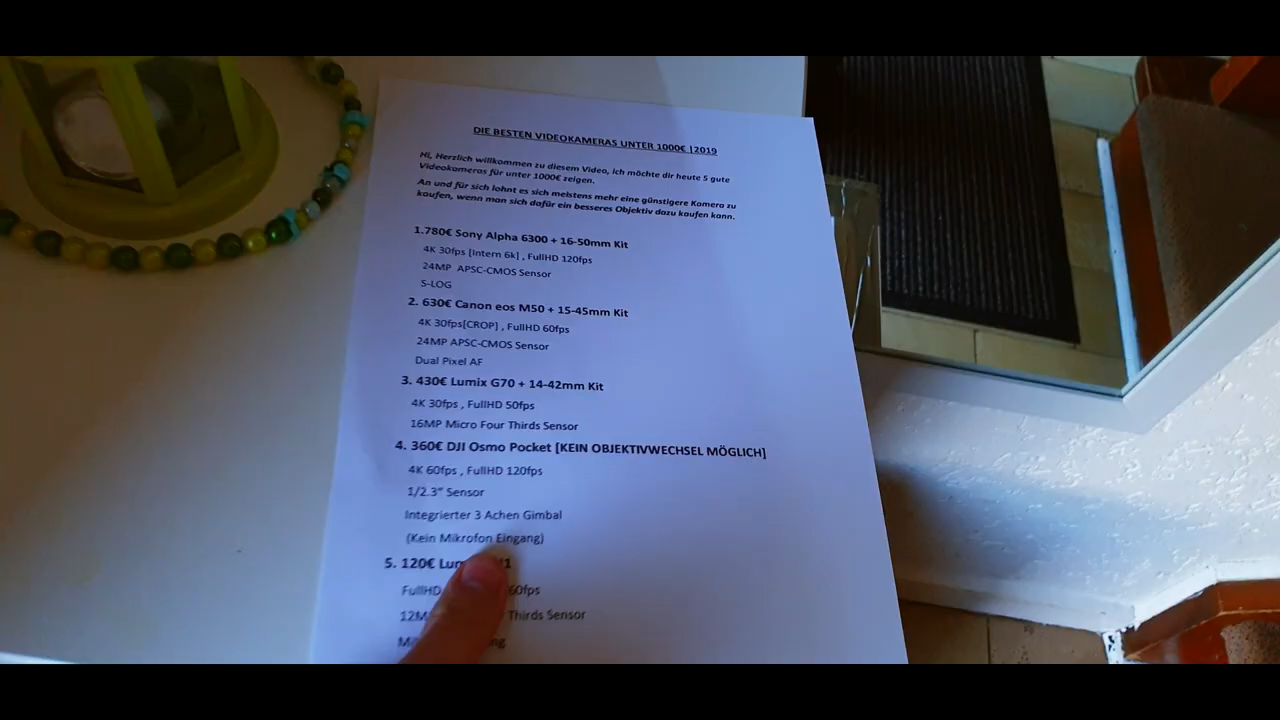 DIE BESTEN VIDEOKAMERAS UNTER 1000€ |2019
Hi, Herzlich willkommen zu diesem Video, ich möchte dir heute 5 gute
Videokameras für unter 1000€ zeigen.
An und für sich lohnt es sich meistens mehr eine günstigere Kamera zu
kaufen, wenn man sich dafür ein besseres Objektiv dazu kaufen kann.
1.780€ Sony Alpha 6300 + 16-50mm Kit
4K 30fps [Intern 6k] , FullHD 120fps
24MP APSC-CMOS Sensor
S-LOG
2. 630€ Canon eos M50 + 15-45mm Kit
4K 30fps[CROP] , FullHD 60fps
24MP APSC-CMOS Sensor
Dual Pixel AF
3. 430€ Lumix G70 + 14-42mm Kit
4K 30fps , FullHD 50fps
16MP Micro Four Thirds Sensor
4. 360€ DJI Osmo Pocket [KEIN OBJEKTIVWECHSEL MÖGLICH]
4K 60fps , FullHD 120fps
1/2.3" Sensor
Integrierter 3 Achen Gimbal
(Kein Mikrofon Eingang)
5. 120€
FullHD 60fps
Thirds Sensor